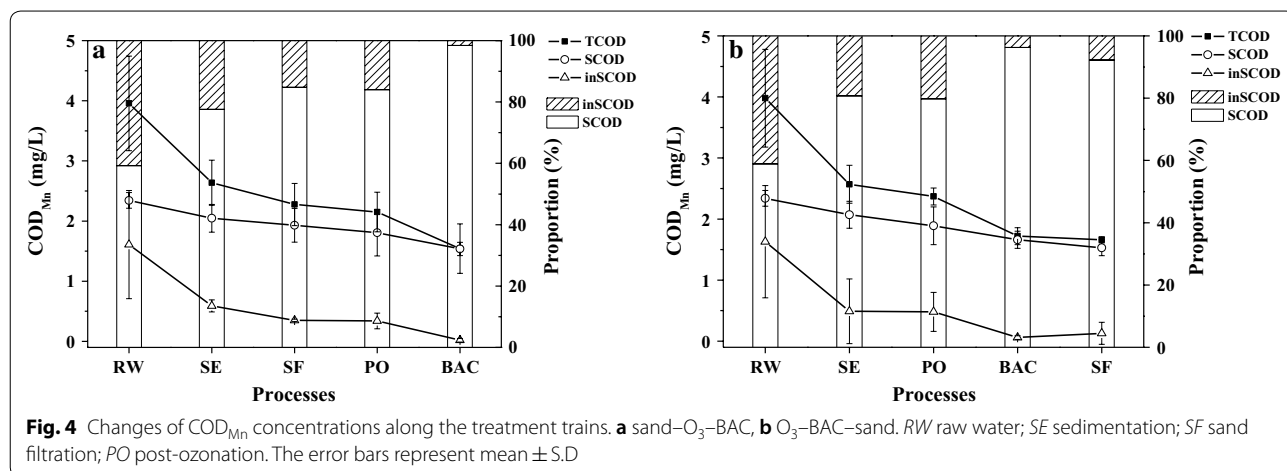 a
5
4
3
2
1
0
COD_Mn (mg/L)
100
80
60
40
20
0
Proportion (%)
RW SE SF PO BAC
Processes
TCOD
SCOD
inSCOD
inSCOD
SCOD
b
5
4
3
2
1
0
COD_Mn (mg/L)
100
80
60
40
20
0
Proportion (%)
RW SE PO BAC SF
Processes
TCOD
SCOD
inSCOD
inSCOD
SCOD
Fig. 4 Changes of COD_Mn concentrations along the treatment trains. a sand–O₃–BAC, b O₃–BAC–sand. RW raw water; SE sedimentation; SF sand
filtration; PO post-ozonation. The error bars represent mean ± S.D